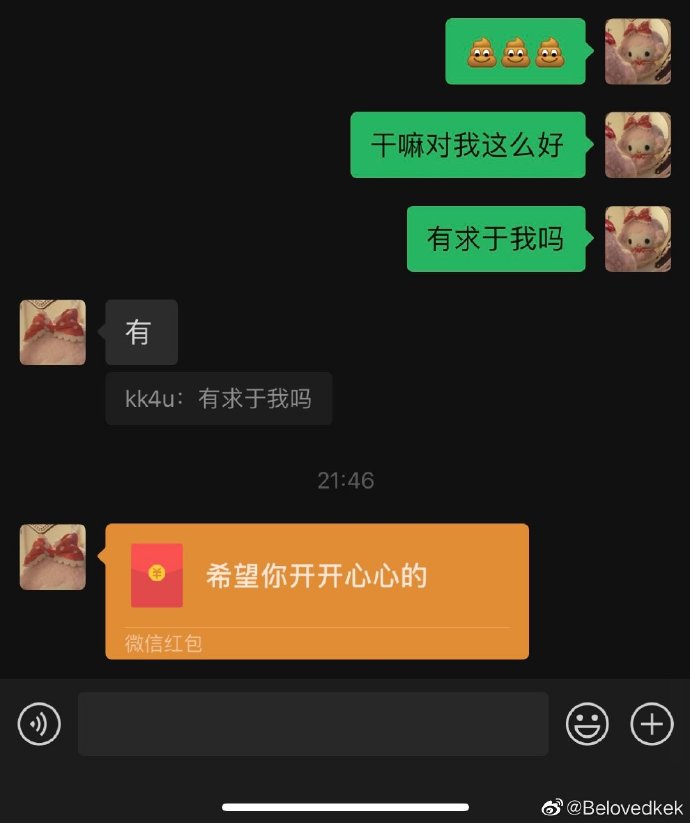 💩💩💩
干嘛对我这么好
有求于我吗
有
kk4u：有求于我吗
21:46
希望你开开心心的
微信红包
@Belovedkek